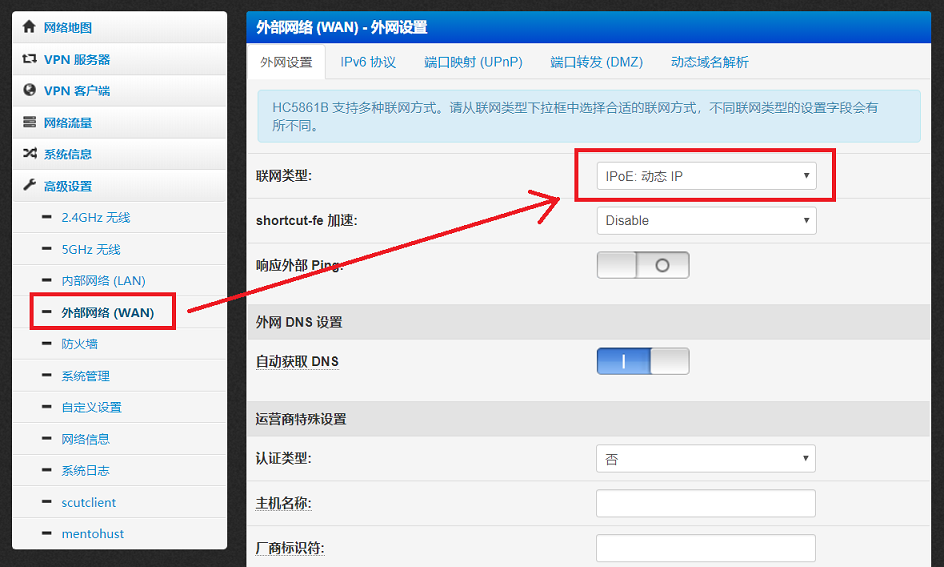 网络地图
VPN 服务器
VPN 客户端
网络流量
系统信息
高级设置
2.4GHz 无线
5GHz 无线
内部网络 (LAN)
外部网络 (WAN)
防火墙
系统管理
自定义设置
网络信息
系统日志
scutclient
mentohust
外部网络 (WAN) - 外网设置
外网设置 IPv6 协议 端口映射 (UPnP) 端口转发 (DMZ) 动态域名解析
HC5861B 支持多种联网方式。请从联网类型下拉框中选择合适的联网方式，不同联网类型的设置字段会有
所不同。
联网类型: IPoE: 动态 IP
shortcut-fe 加速: Disable
响应外部 Ping:
外网 DNS 设置
自动获取 DNS
运营商特殊设置
认证类型: 否
主机名称:
厂商标识符: